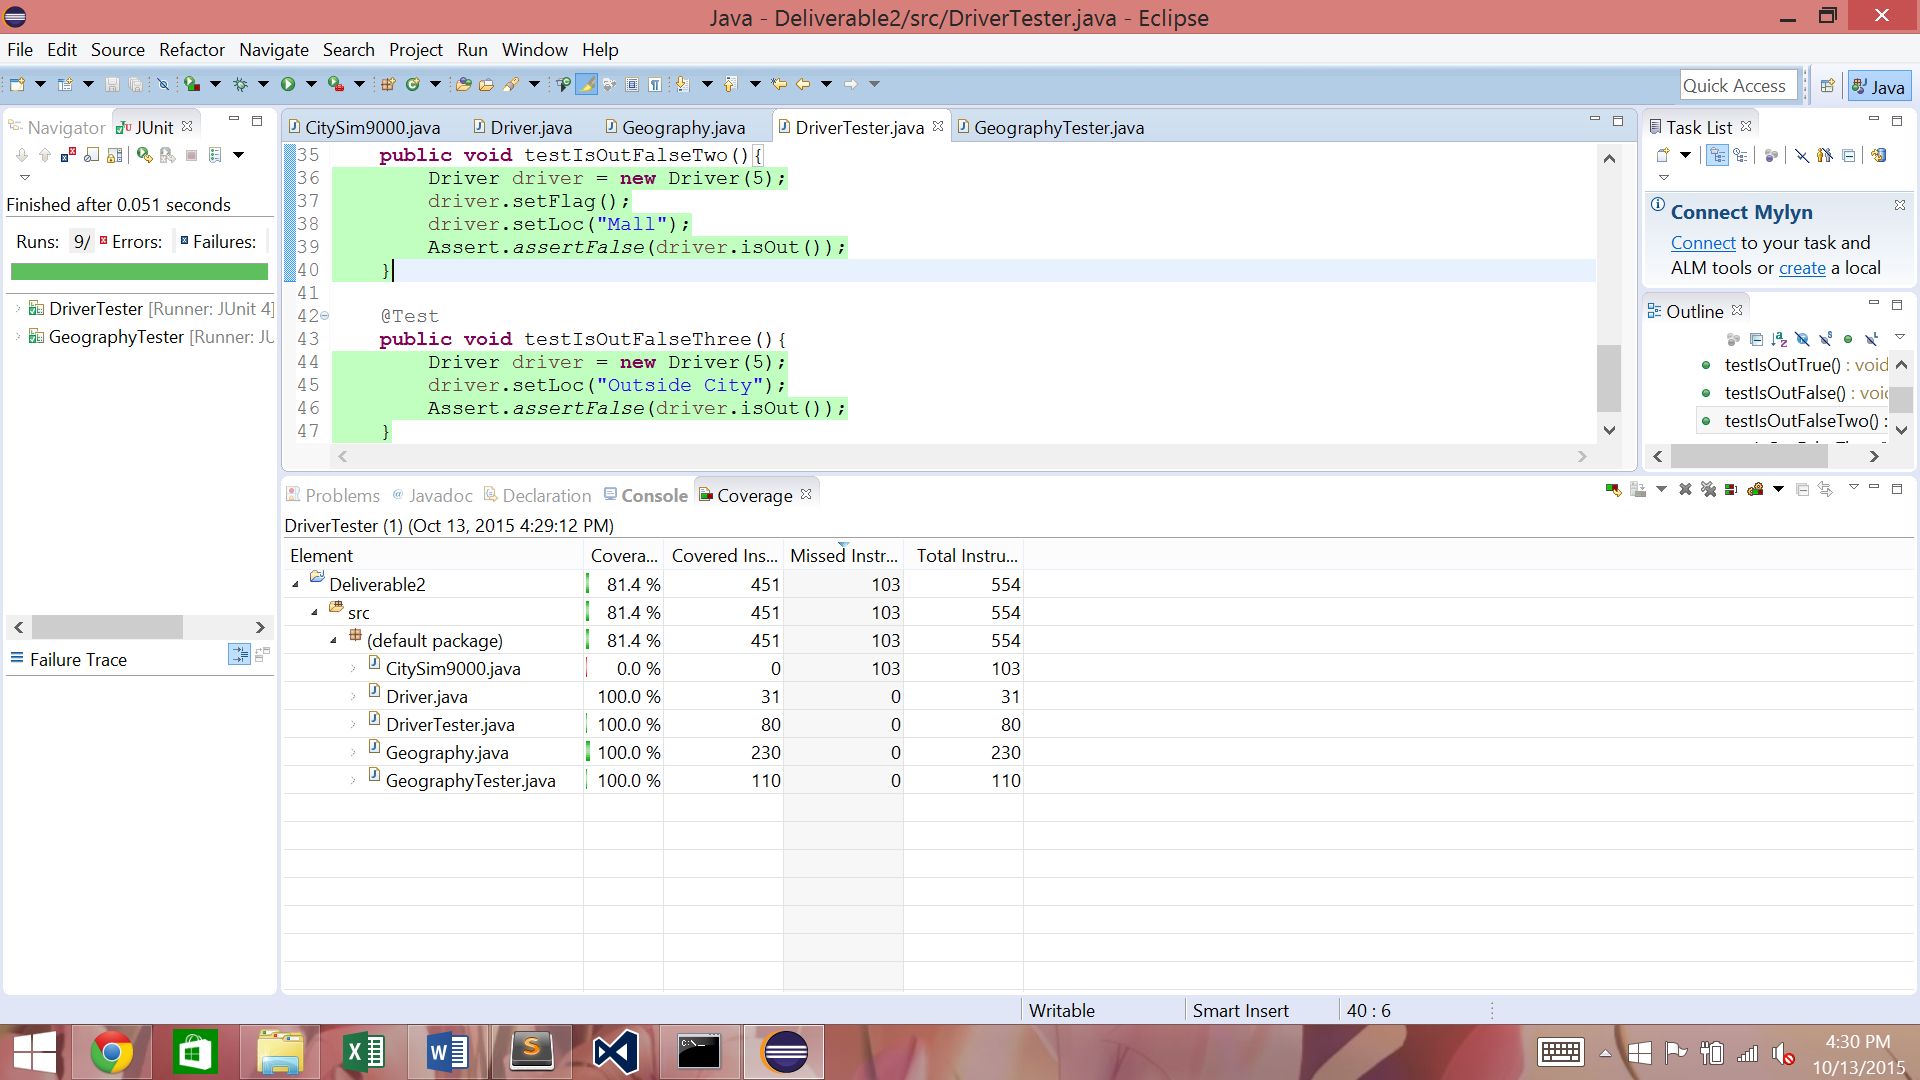 Java - Deliverable2/src/DriverTester.java - Eclipse
File Edit Source Refactor Navigate Search Project Run Window Help
Quick Access
Java
Navigator JUnit
Finished after 0.051 seconds
Runs: 9/ Errors: Failures:
DriverTester [Runner: JUnit 4]
GeographyTester [Runner: JU
Failure Trace
CitySim9000.java Driver.java Geography.java DriverTester.java GeographyTester.java
35 public void testIsOutFalseTwo(){
36 Driver driver = new Driver(5);
37 driver.setFlag();
38 driver.setLoc("Mall");
39 Assert.assertFalse(driver.isOut());
40 }
41
42 @Test
43 public void testIsOutFalseThree(){
44 Driver driver = new Driver(5);
45 driver.setLoc("Outside City");
46 Assert.assertFalse(driver.isOut());
47 }
Task List
Connect Mylyn
Connect to your task and
ALM tools or create a local
Outline
testIsOutTrue() : void
testIsOutFalse() : void
testIsOutFalseTwo() :
Problems Javadoc Declaration Console Coverage
DriverTester (1) (Oct 13, 2015 4:29:12 PM)
Element Covera... Covered Ins... Missed Instr... Total Instru...
Deliverable2 81.4 % 451 103 554
src 81.4 % 451 103 554
(default package) 81.4 % 451 103 554
CitySim9000.java 0.0 % 0 103 103
Driver.java 100.0 % 31 0 31
DriverTester.java 100.0 % 80 0 80
Geography.java 100.0 % 230 0 230
GeographyTester.java 100.0 % 110 0 110
Writable Smart Insert 40 : 6
4:30 PM
10/13/2015